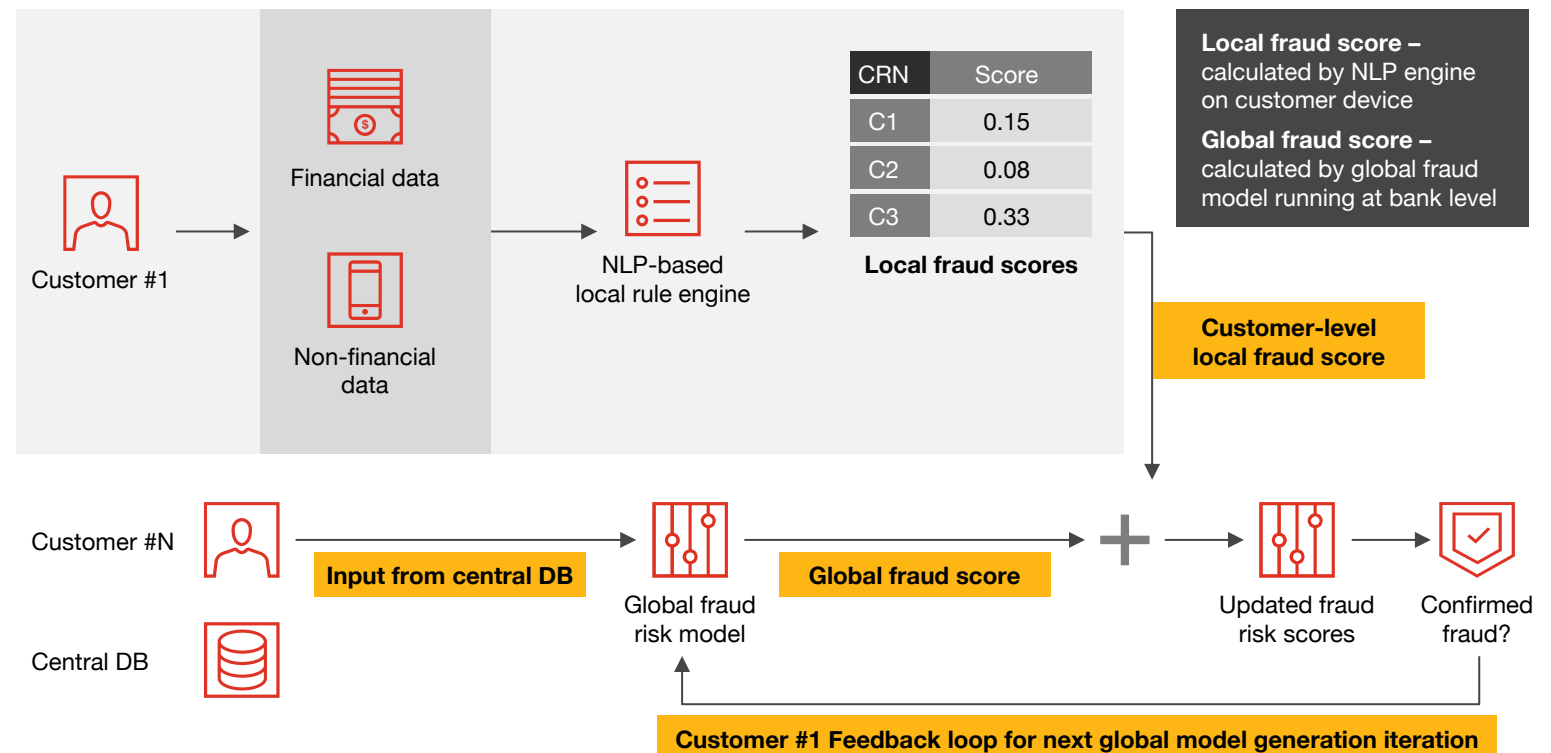 Customer #1
Financial data
Non-financial
data
NLP-based
local rule engine
CRN Score
C1 0.15
C2 0.08
C3 0.33
Local fraud scores
Local fraud score –
calculated by NLP engine
on customer device
Global fraud score –
calculated by global fraud
model running at bank level
Customer-level
local fraud score
Customer #N
Input from central DB
Global fraud
risk model
Global fraud score
Updated fraud
risk scores
Confirmed
fraud?
Central DB
Customer #1 Feedback loop for next global model generation iteration